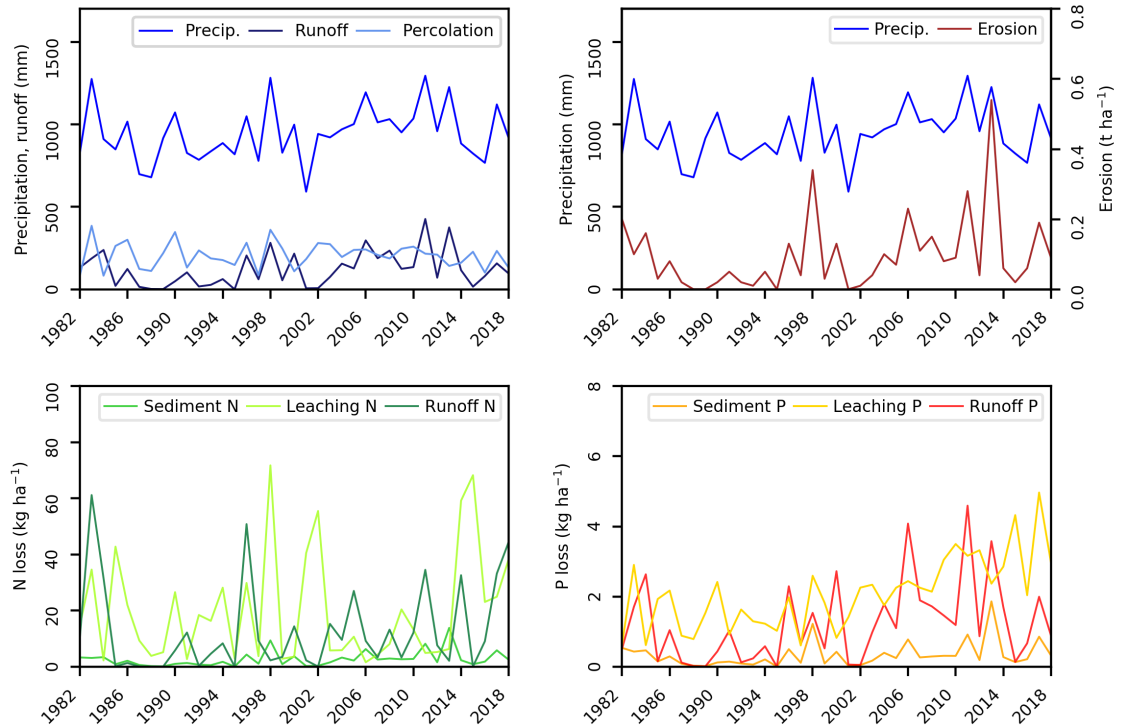 Precip. Runoff Percolation
Precipitation, runoff (mm)
1500
1000
500
0
1982 1986 1990 1994 1998 2002 2006 2010 2014 2018
Precip. Erosion
Precipitation (mm)
1500
1000
500
0
Erosion (t ha⁻¹)
0.8
0.6
0.4
0.2
0.0
1982 1986 1990 1994 1998 2002 2006 2010 2014 2018
Sediment N Leaching N Runoff N
N loss (kg ha⁻¹)
100
80
60
40
20
0
1982 1986 1990 1994 1998 2002 2006 2010 2014 2018
Sediment P Leaching P Runoff P
P loss (kg ha⁻¹)
8
6
4
2
0
1982 1986 1990 1994 1998 2002 2006 2010 2014 2018